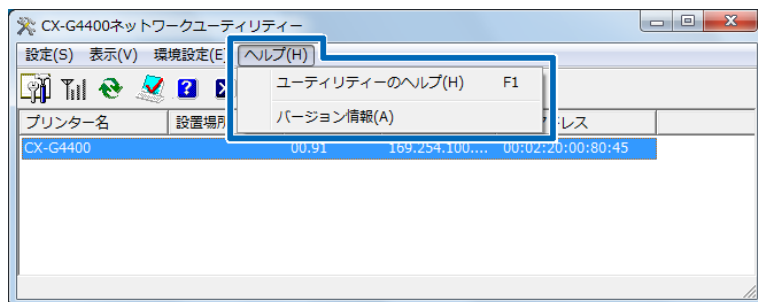 CX-G4400ネットワークユーティリティー
設定(S) 表示(V) 環境設定(E) ヘルプ(H)
ユーティリティーのヘルプ(H) F1
バージョン情報(A)
プリンター名 設置場所 レス
CX-G4400 00.91 169.254.100.... 00:02:20:00:80:45